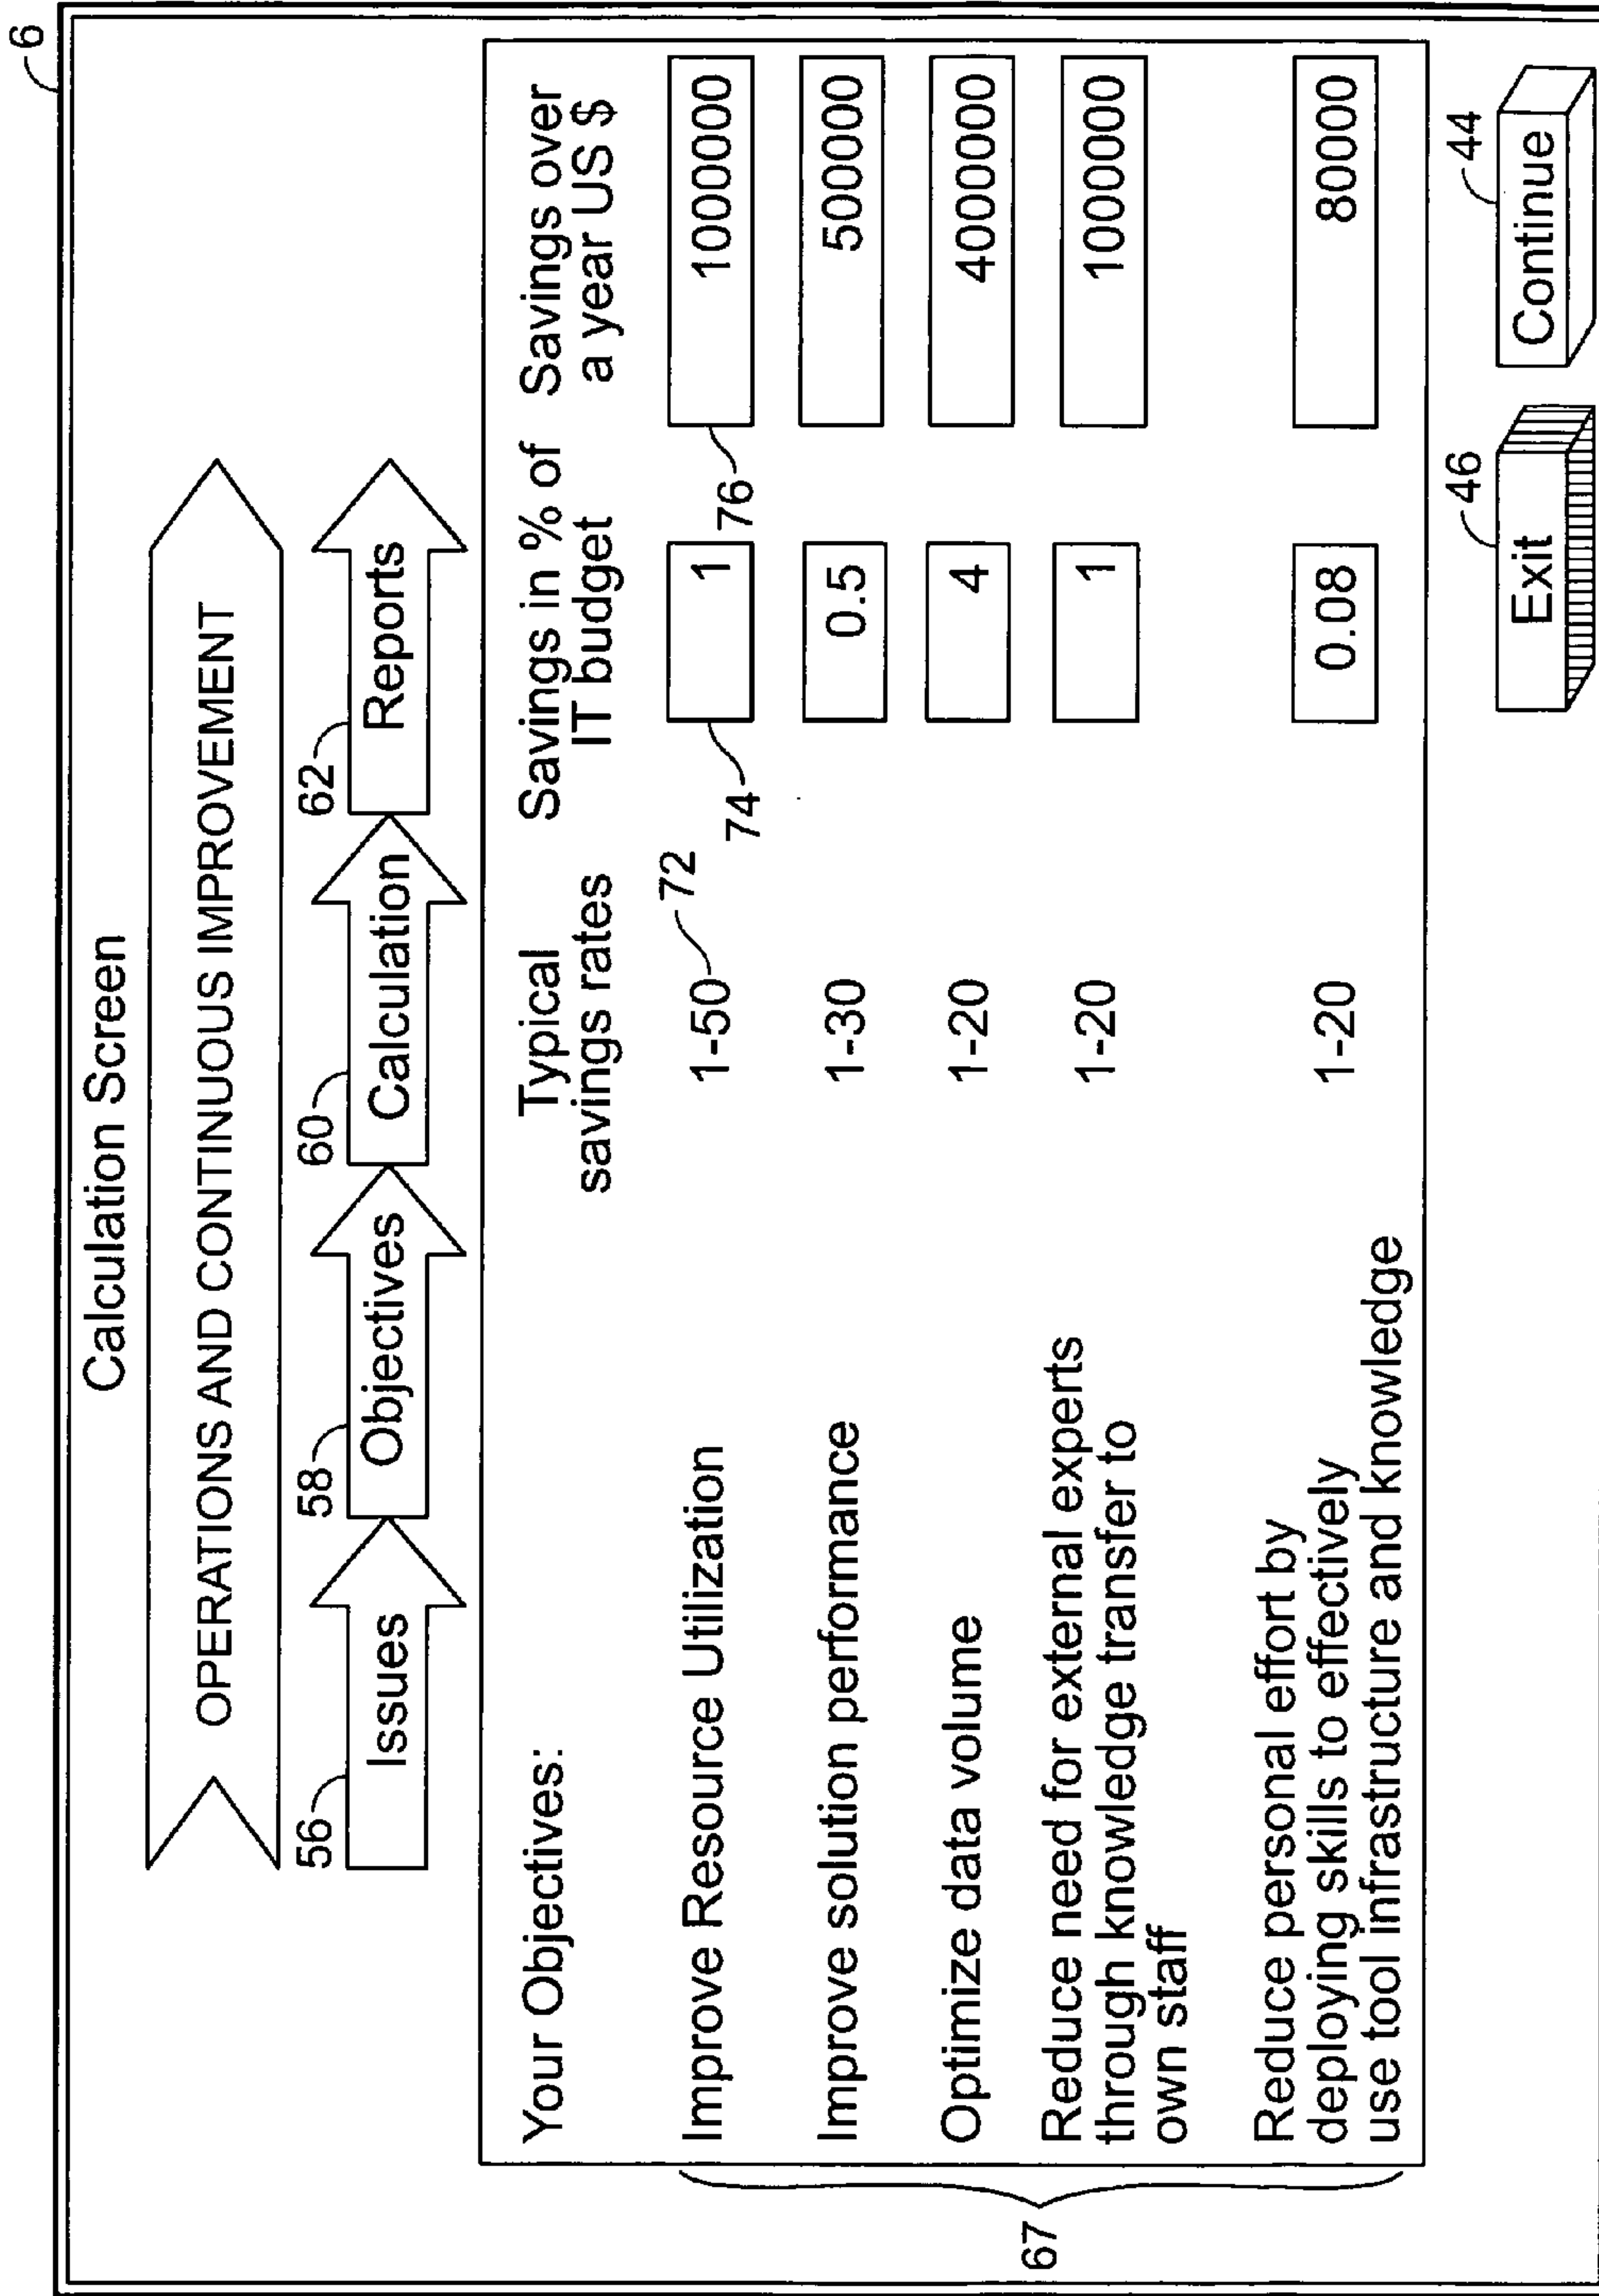 6
Calculation Screen
OPERATIONS AND CONTINUOUS IMPROVEMENT
56 58 60 62
Issues Objectives Calculation Reports
Your Objectives: Typical savings rates Savings in % of IT budget Savings over a year US $
Improve Resource Utilization 1-50 72 1 1000000
74 76
Improve solution performance 1-30 0.5 500000
Optimize data volume 1-20 4 4000000
Reduce need for external experts
through knowledge transfer to 1-20 1 1000000
own staff
Reduce personal effort by
deploying skills to effectively 1-20 0.08 80000
use tool infrastructure and knowledge
67
46 44
Exit Continue